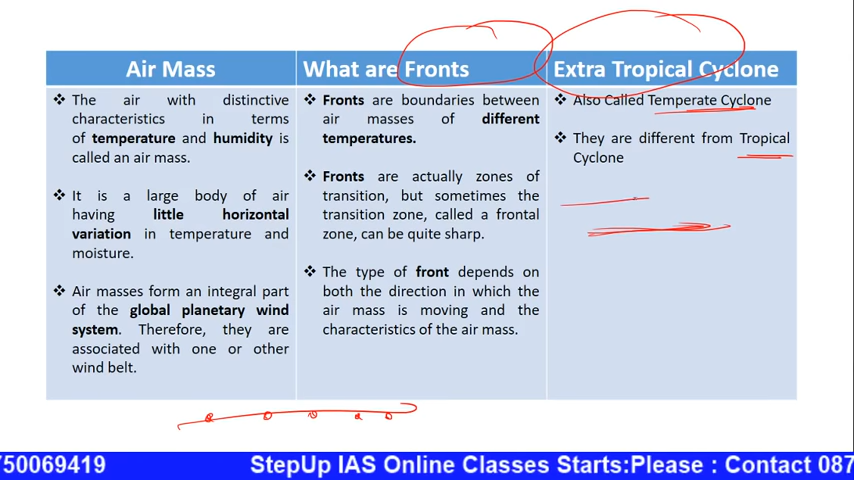 Air Mass
❖ The air with distinctive
characteristics in terms
of temperature and humidity is
called an air mass.
❖ It is a large body of air
having little horizontal
variation in temperature and
moisture.
❖ Air masses form an integral part
of the global planetary wind
system. Therefore, they are
associated with one or other
wind belt.
What are Fronts
❖ Fronts are boundaries between
air masses of different
temperatures.
❖ Fronts are actually zones of
transition, but sometimes the
transition zone, called a frontal
zone, can be quite sharp.
❖ The type of front depends on
both the direction in which the
air mass is moving and the
characteristics of the air mass.
Extra Tropical Cyclone
❖ Also Called Temperate Cyclone
❖ They are different from Tropical
Cyclone
750069419 StepUp IAS Online Classes Starts:Please : Contact 087